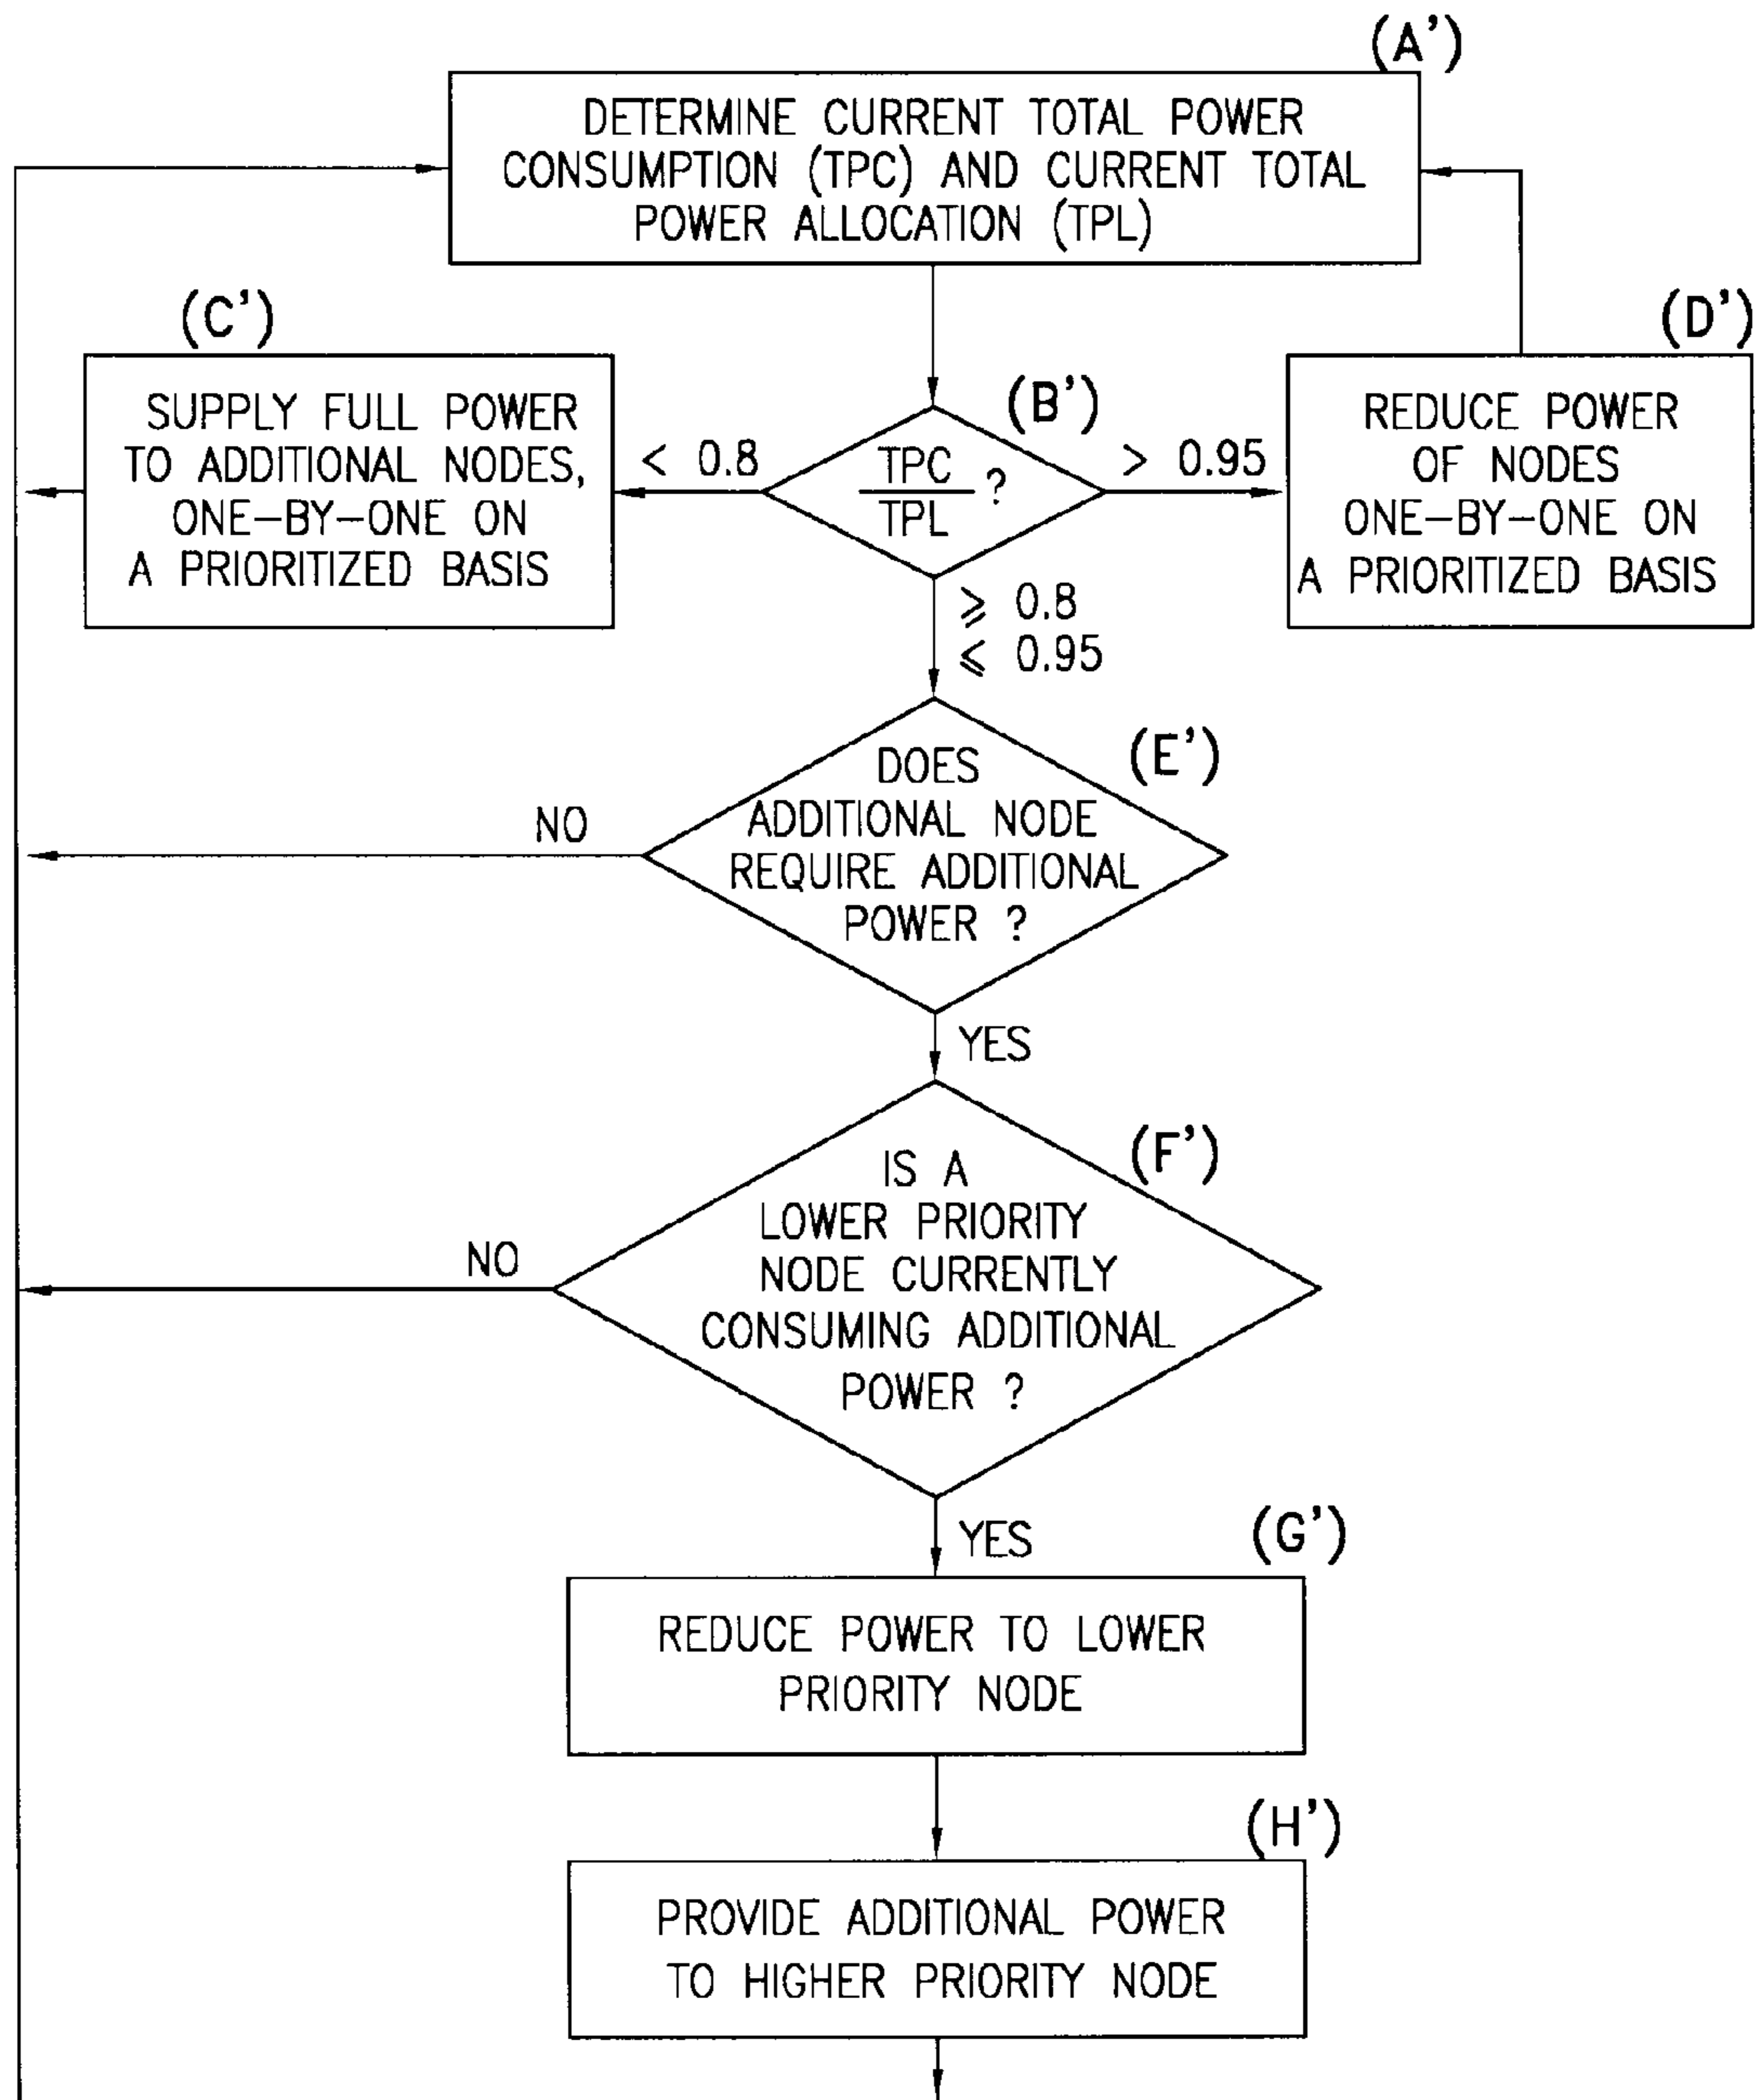 (A')
DETERMINE CURRENT TOTAL POWER
CONSUMPTION (TPC) AND CURRENT TOTAL
POWER ALLOCATION (TPL)
(C')
SUPPLY FULL POWER
TO ADDITIONAL NODES,
ONE-BY-ONE ON
A PRIORITIZED BASIS
< 0.8
(B')
TPC
TPL
?
> 0.95
(D')
REDUCE POWER
OF NODES
ONE-BY-ONE ON
A PRIORITIZED BASIS
⩾ 0.8
⩽ 0.95
(E')
DOES
ADDITIONAL NODE
REQUIRE ADDITIONAL
POWER ?
NO
YES
(F')
IS A
LOWER PRIORITY
NODE CURRENTLY
CONSUMING ADDITIONAL
POWER ?
NO
YES
(G')
REDUCE POWER TO LOWER
PRIORITY NODE
(H')
PROVIDE ADDITIONAL POWER
TO HIGHER PRIORITY NODE